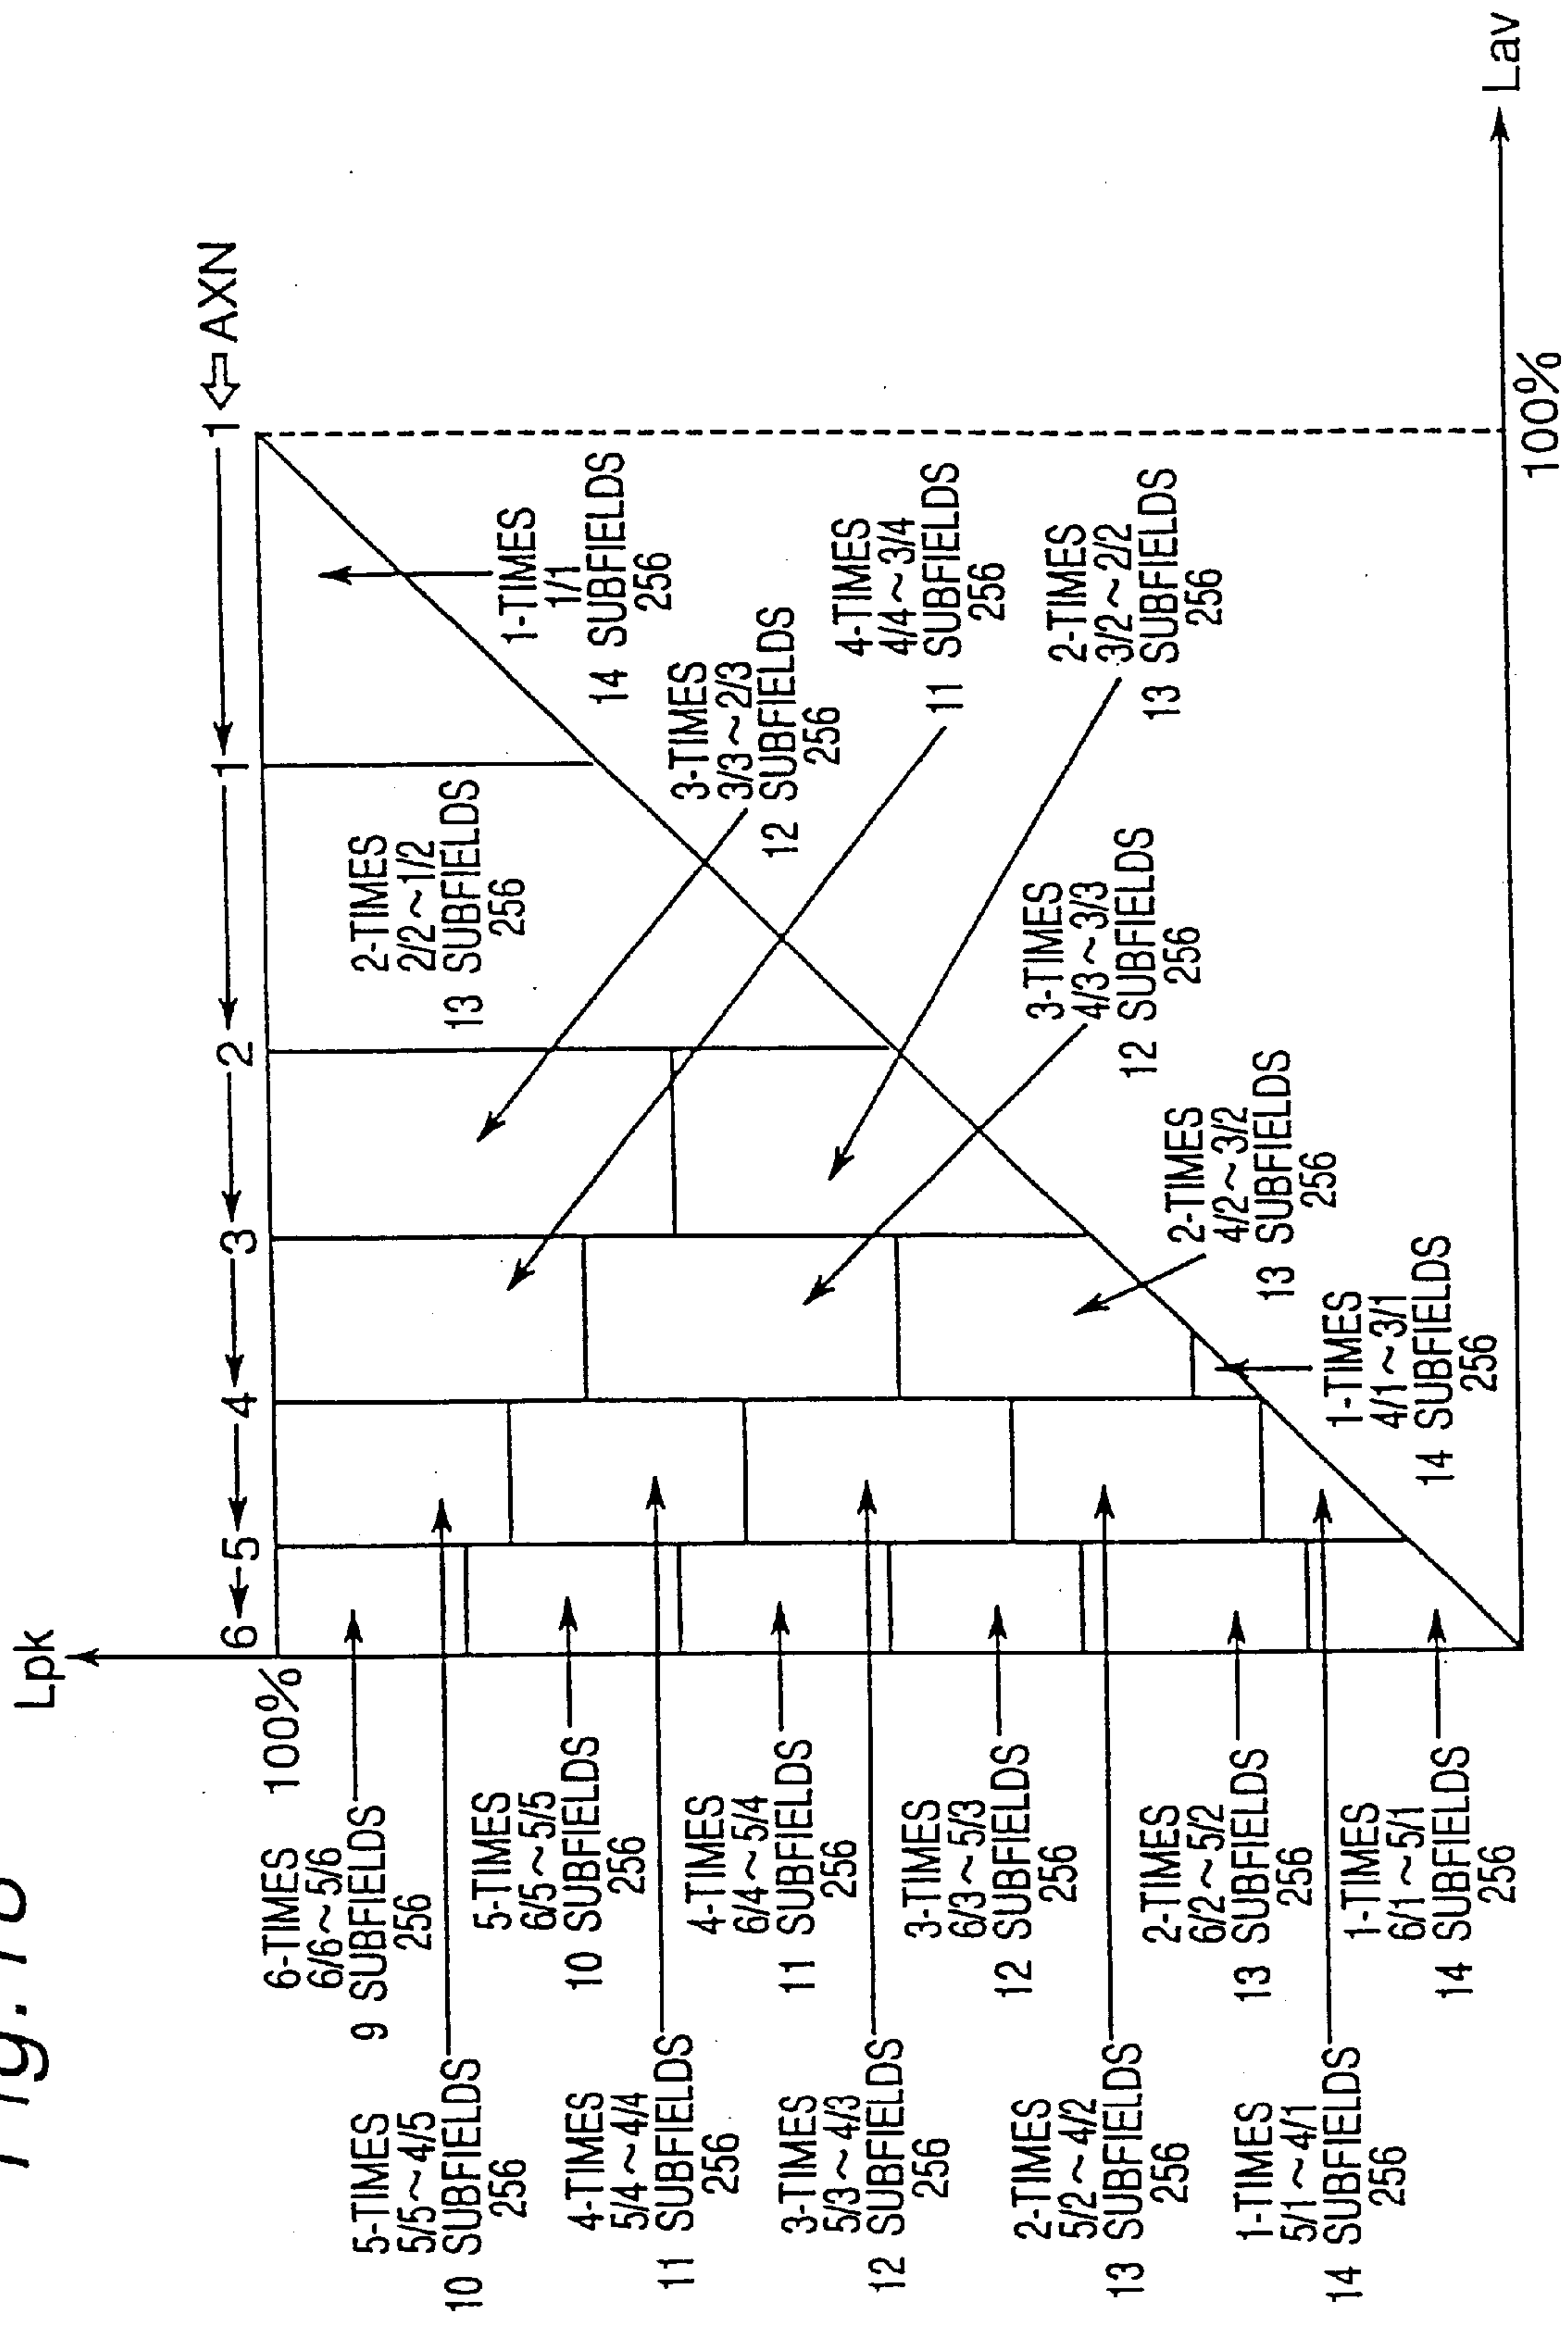 Lpk
100%
6
5
4
3
2
1
1
AXN
6-TIMES
6/6~5/6
9 SUBFIELDS
256
5-TIMES
5/5~4/5
10 SUBFIELDS
256
5-TIMES
6/5~5/5
10 SUBFIELDS
256
4-TIMES
5/4~4/4
11 SUBFIELDS
256
4-TIMES
6/4~5/4
11 SUBFIELDS
256
3-TIMES
5/3~4/3
12 SUBFIELDS
256
3-TIMES
6/3~5/3
12 SUBFIELDS
256
2-TIMES
5/2~4/2
13 SUBFIELDS
256
2-TIMES
6/2~5/2
13 SUBFIELDS
256
1-TIMES
5/1~4/1
14 SUBFIELDS
256
1-TIMES
6/1~5/1
14 SUBFIELDS
256
2-TIMES
2/2~1/2
13 SUBFIELDS
256
1-TIMES
1/1
14 SUBFIELDS
256
3-TIMES
3/3~2/3
12 SUBFIELDS
256
4-TIMES
4/4~3/4
11 SUBFIELDS
256
2-TIMES
3/2~2/2
13 SUBFIELDS
256
3-TIMES
4/3~3/3
12 SUBFIELDS
256
2-TIMES
4/2~3/2
13 SUBFIELDS
256
1-TIMES
4/1~3/1
14 SUBFIELDS
256
100%
Lav